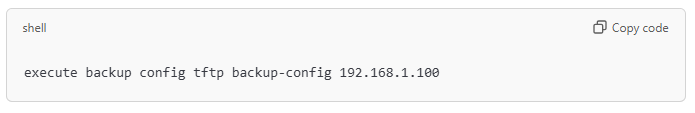 shell
Copy code
execute backup config tftp backup-config 192.168.1.100